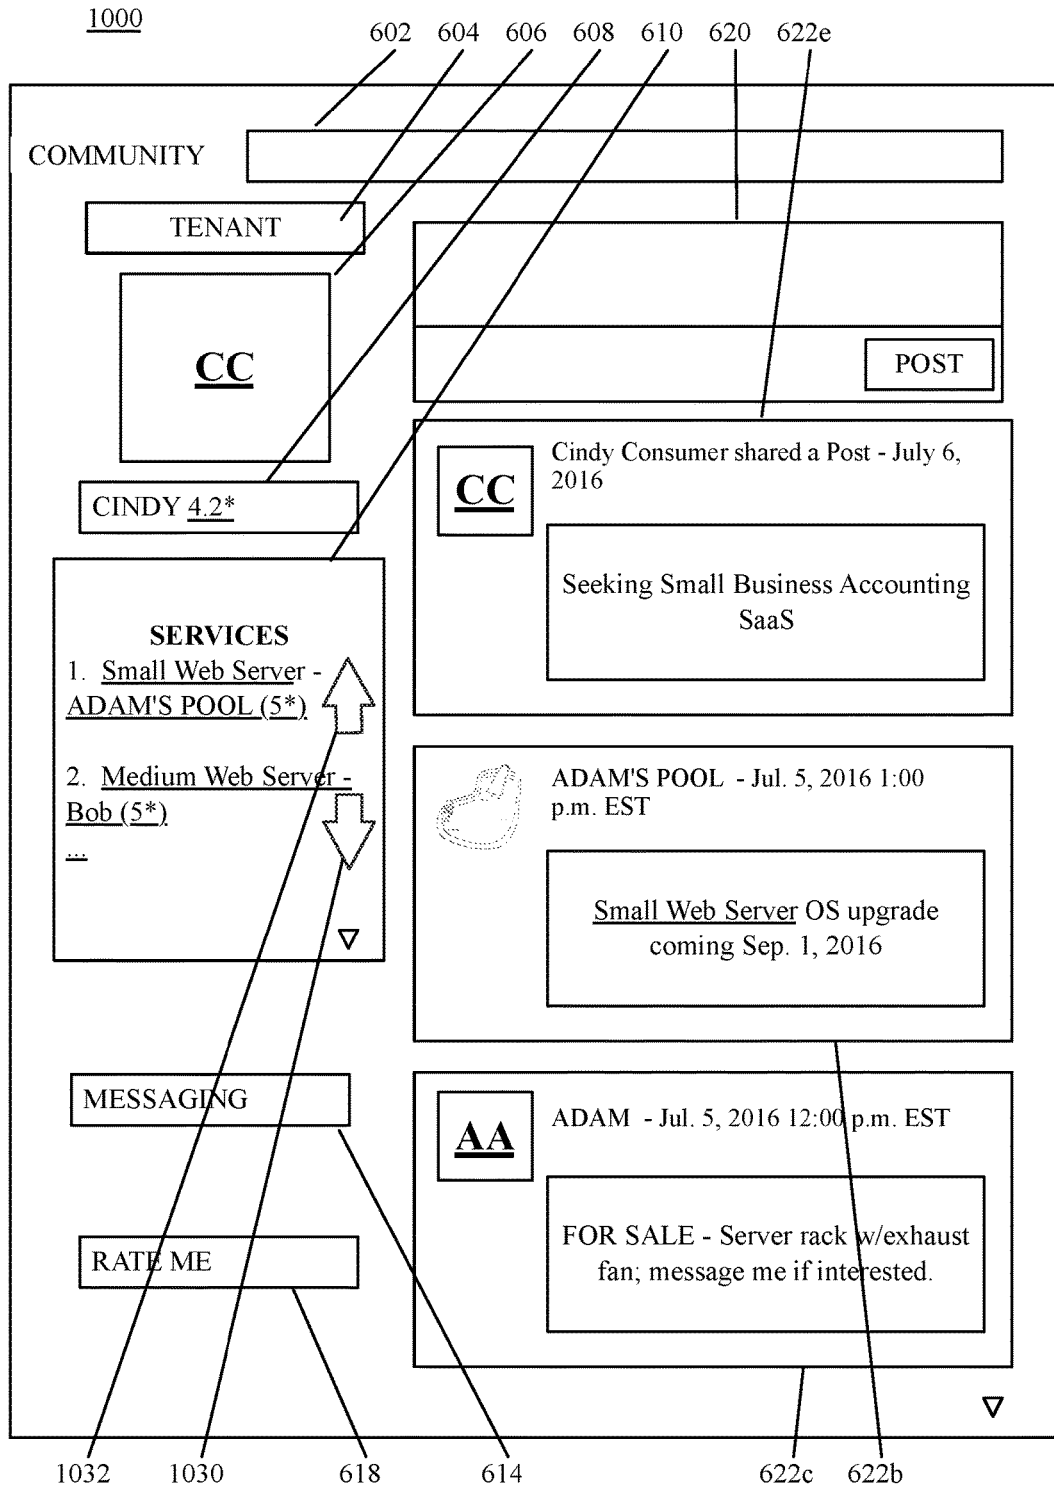 1000
602 604 606 608 610 620 622e
COMMUNITY
TENANT
CC
POST
CINDY 4.2*
Cindy Consumer shared a Post - July 6,
2016
CC
Seeking Small Business Accounting
SaaS
SERVICES
1. Small Web Server -
ADAM'S POOL (5*)
2. Medium Web Server -
Bob (5*)
...
ADAM'S POOL - Jul. 5, 2016 1:00
p.m. EST
Small Web Server OS upgrade
coming Sep. 1, 2016
MESSAGING
RATE ME
ADAM - Jul. 5, 2016 12:00 p.m. EST
AA
FOR SALE - Server rack w/exhaust
fan; message me if interested.
1032 1030 618 614 622c 622b